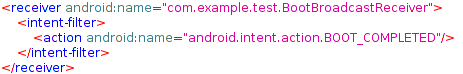 <receiver android:name="com.example.test.BootBroadcastReceiver">
<intent-filter>
<action android:name="android.intent.action.BOOT_COMPLETED"/>
</intent-filter>
</receiver>